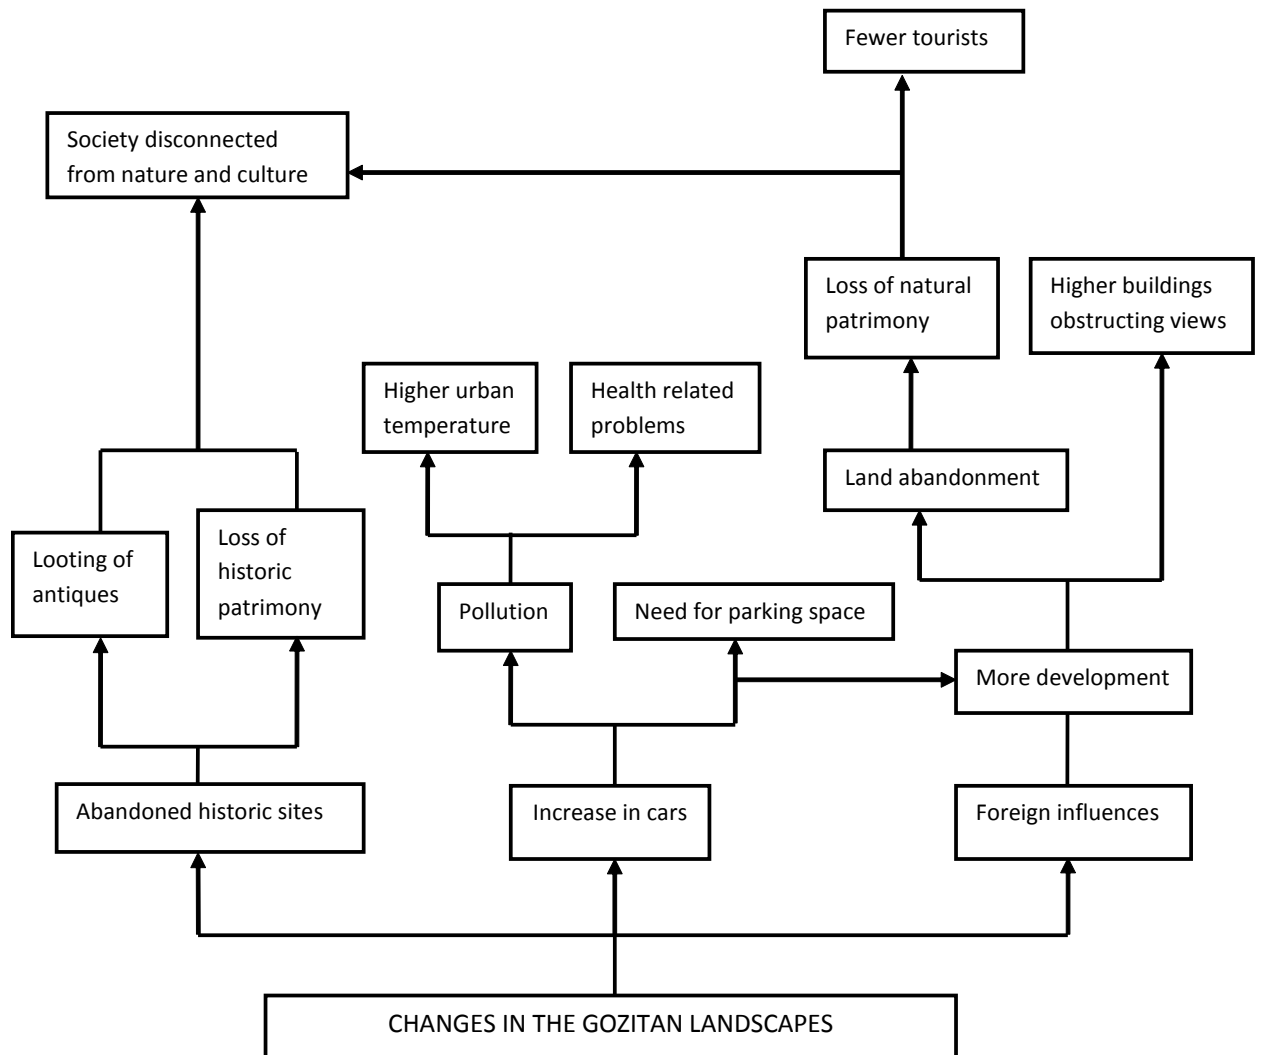 Fewer tourists
Society disconnected
from nature and culture
Loss of natural
patrimony
Higher buildings
obstructing views
Higher urban
temperature
Health related
problems
Land abandonment
Looting of
antiques
Loss of
historic
patrimony
Pollution
Need for parking space
More development
Abandoned historic sites
Increase in cars
Foreign influences
CHANGES IN THE GOZITAN LANDSCAPES